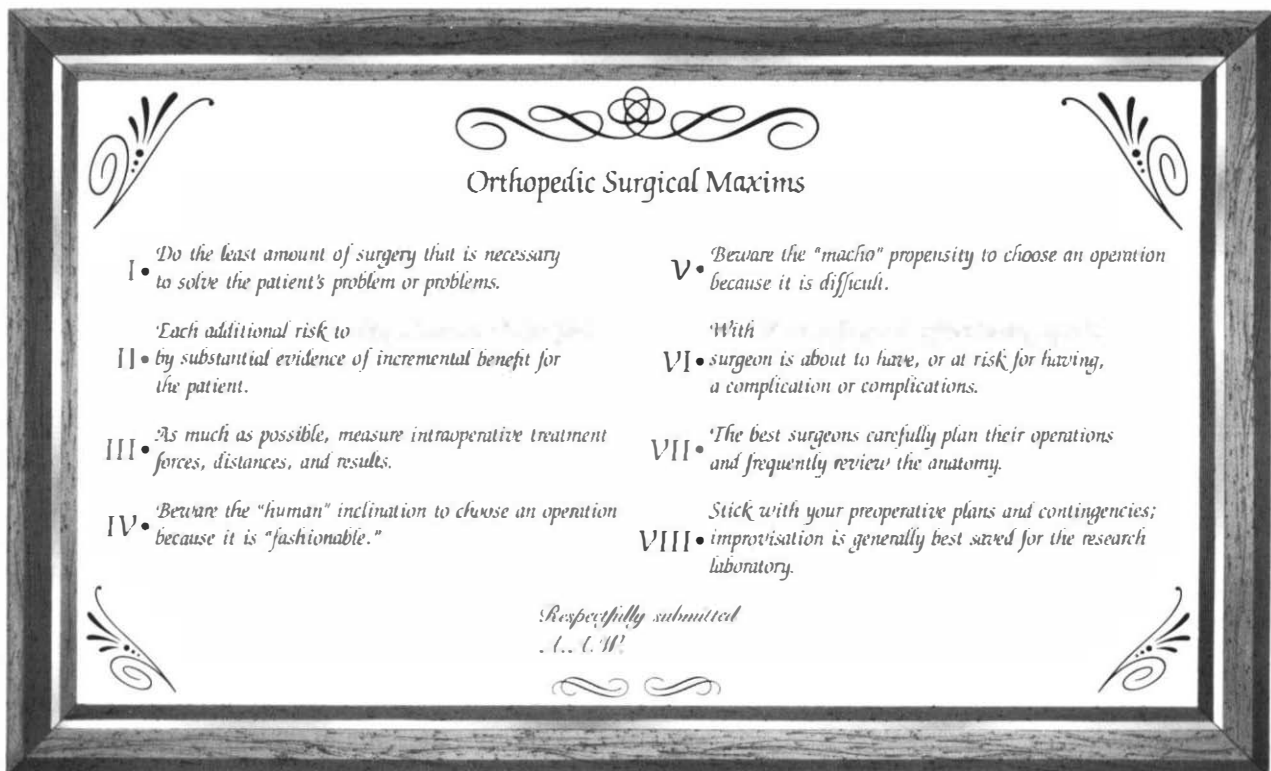 Orthopedic Surgical Maxims
I. Do the least amount of surgery that is necessary
to solve the patient's problem or problems.
Each additional risk to
II. by substantial evidence of incremental benefit for
the patient.
III. As much as possible, measure intraoperative treatment
forces, distances, and results.
IV. Beware the "human" inclination to choose an operation
because it is "fashionable."
V. Beware the "macho" propensity to choose an operation
because it is difficult.
With
VI. surgeon is about to have, or at risk for having,
a complication or complications.
VII. The best surgeons carefully plan their operations
and frequently review the anatomy.
Stick with your preoperative plans and contingencies;
VIII. improvisation is generally best saved for the research
laboratory.
Respectfully submitted
A.A.W.